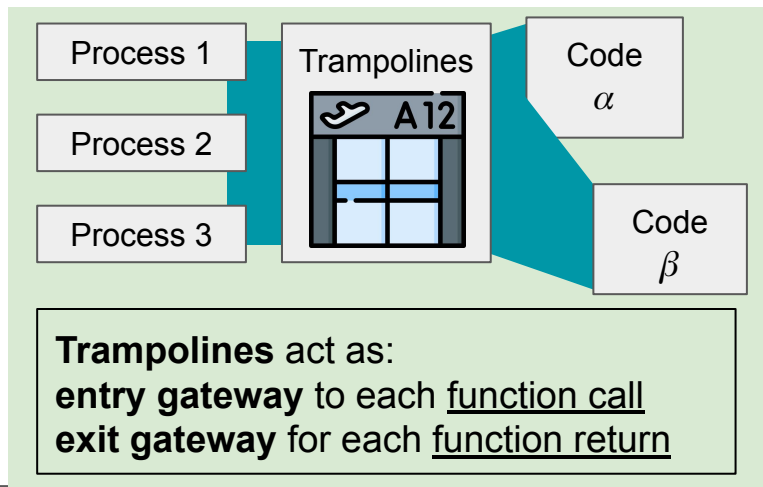 Process 1
Process 2
Process 3
Trampolines
A12
Code
α
Code
β
Trampolines act as:
entry gateway to each function call
exit gateway for each function return